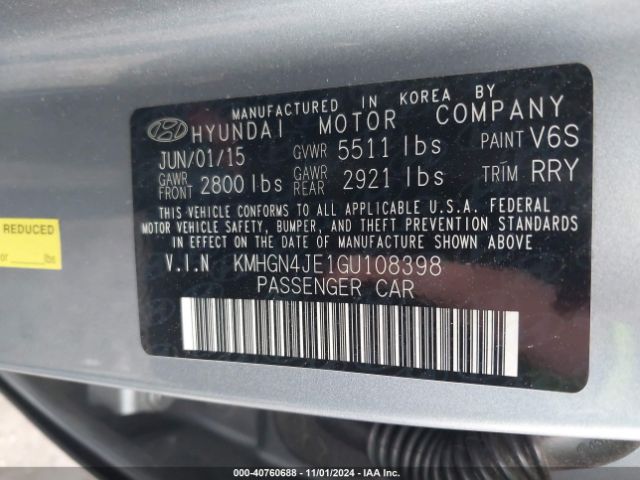 MANUFACTURED IN KOREA BY
HYUNDAI MOTOR COMPANY
JUN/01/15 GVWR 5511 lbs PAINT V6S
GAWR FRONT 2800 lbs GAWR REAR 2921 lbs TRIM RRY
THIS VEHICLE CONFORMS TO ALL APPLICABLE U.S.A. FEDERAL
MOTOR VEHICLE SAFETY, BUMPER, AND THEFT PREVENTION STANDARDS
IN EFFECT ON THE DATE OF MANUFACTURE SHOWN ABOVE
V.I.N KMHGN4JE1GU108398
PASSENGER CAR
REDUCED
or lbs
000-40760688 - 11/01/2024 - IAA Inc.